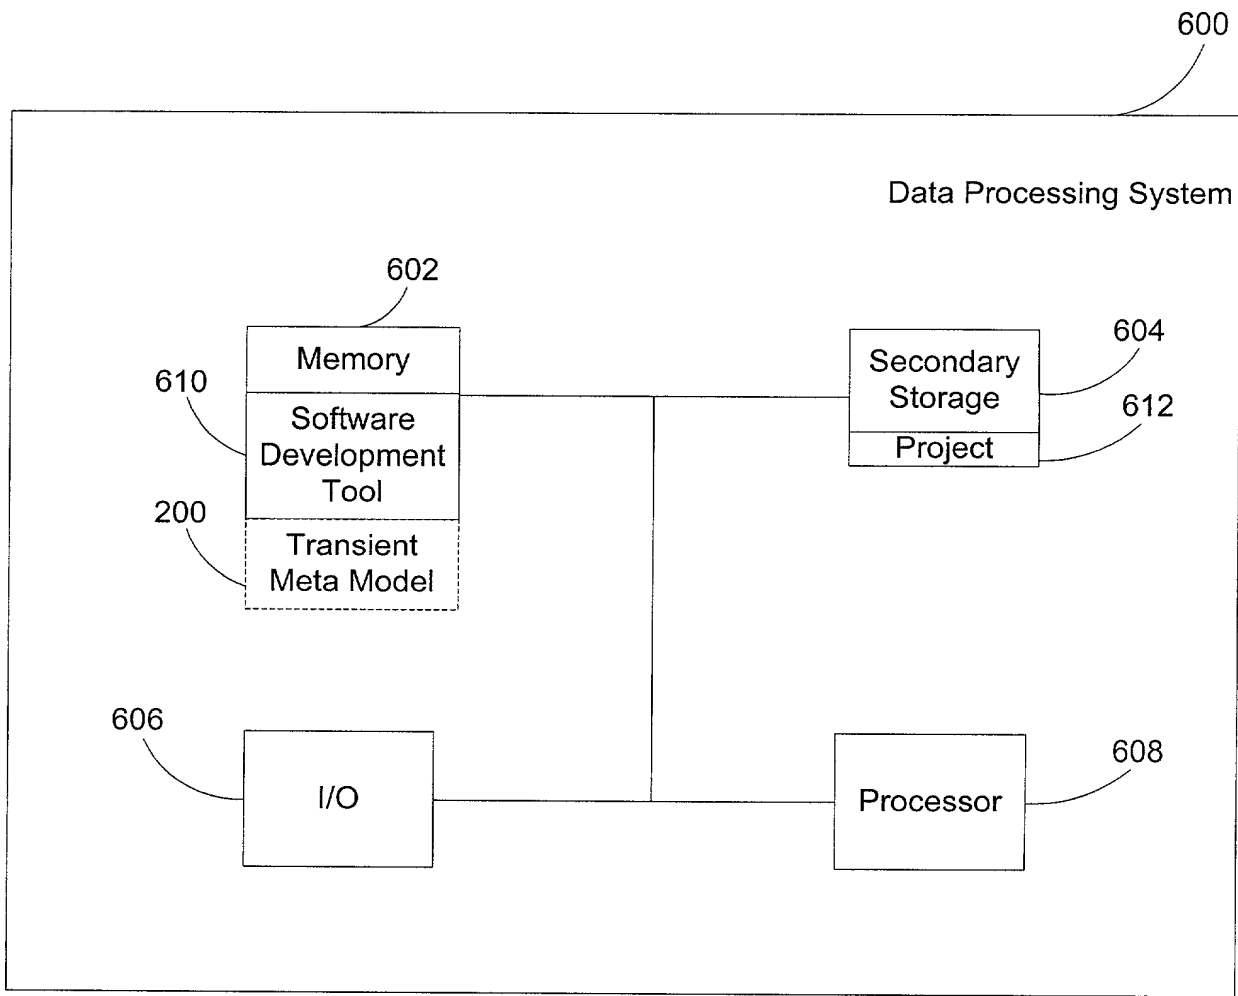 600
Data Processing System
602
Memory
610
Software
Development
Tool
200
Transient
Meta Model
604
Secondary
Storage
612
Project
606
I/O
608
Processor